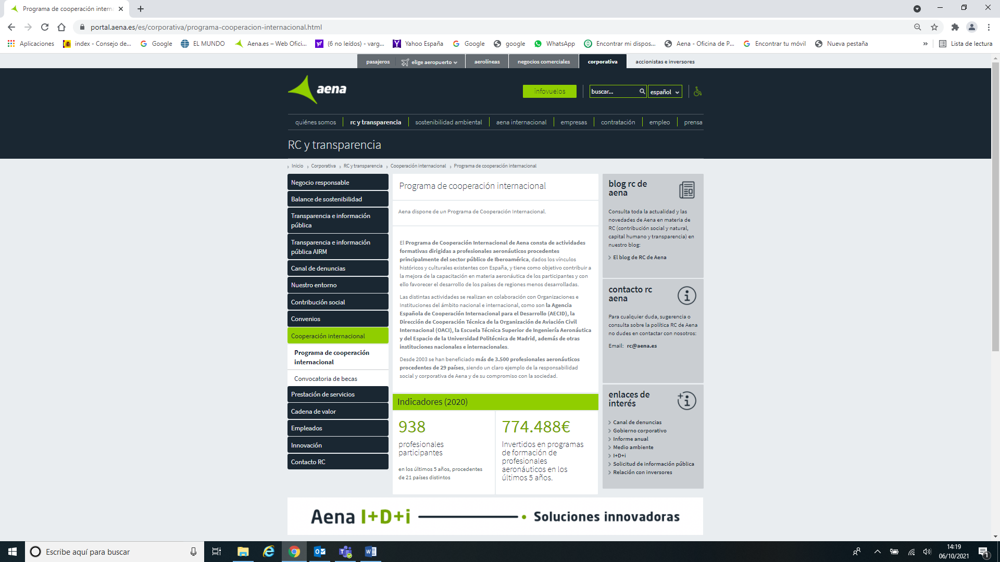 Programa de cooperación intern
portal.aena.es/es/corporativa/programa-cooperacion-internacional.html
Aplicaciones
index - Consejo de...
Google
EL MUNDO
Aena.es – Web Ofici...
(6 no leídos) - varg...
Yahoo España
Google
google
WhatsApp
Encontrar mi dispos...
Aena - Oficina de P...
Encontrar tu móvil
Nueva pestaña
»
Lista de lectura
pasajeros
elige aeropuerto
aerolíneas
negocios comerciales
corporativa
accionistas e inversores
aena
infovuelos
buscar...
español
quiénes somos
rc y transparencia
sostenibilidad ambiental
aena internacional
empresas
contratación
empleo
prensa
RC y transparencia
Inicio
Corporativa
RC y transparencia
Cooperación internacional
Programa de cooperación internacional
Negocio responsable
Balance de sostenibilidad
Transparencia e información
pública
Transparencia e información
pública AIRM
Canal de denuncias
Nuestro entorno
Contribución social
Convenios
Cooperación internacional
Programa de cooperación
internacional
Convocatoria de becas
Prestación de servicios
Cadena de valor
Empleados
Innovación
Contacto RC
Programa de cooperación internacional
Aena dispone de un Programa de Cooperación Internacional.
El Programa de Cooperación Internacional de Aena consta de actividades
formativas dirigidas a profesionales aeronáuticos procedentes
principalmente del sector público de Iberoamérica, dados los vínculos
históricos y culturales existentes con España, y tiene como objetivo contribuir a
la mejora de la capacitación en materia aeronáutica de los participantes y con
ello favorecer el desarrollo de los países de regiones menos desarrolladas.
Las distintas actividades se realizan en colaboración con Organizaciones e
Instituciones del ámbito nacional e internacional, como son la Agencia
Española de Cooperación Internacional para el Desarrollo (AECID), la
Dirección de Cooperación Técnica de la Organización de Aviación Civil
Internacional (OACI), la Escuela Técnica Superior de Ingeniería Aeronáutica
y del Espacio de la Universidad Politécnica de Madrid, además de otras
instituciones nacionales e internacionales.
Desde 2003 se han beneficiado más de 3.500 profesionales aeronáuticos
procedentes de 29 países, siendo un claro ejemplo de la responsabilidad
social y corporativa de Aena y de su compromiso con la sociedad.
Indicadores (2020)
938
profesionales
participantes
en los últimos 5 años, procedentes
de 21 países distintos
774.488€
Invertidos en programas
de formación de
profesionales
aeronáuticos en los
últimos 5 años.
blog rc de
aena
Consulta toda la actualidad y las
novedades de Aena en materia de
RC (contribución social y natural,
capital humano y transparencia) en
nuestro blog:
El blog de RC de Aena
contacto rc
aena
Para cualquier duda, sugerencia o
consulta sobre la política RC de Aena
no dudes en contactar con nosotros:
Email: rc@aena.es
enlaces de
interés
Canal de denuncias
Gobierno corporativo
Informe anual
Medio ambiente
I+D+i
Solicitud de información pública
Relación con inversores
Aena I+D+i
Soluciones innovadoras
Escribe aquí para buscar
14:19
06/10/2021
1